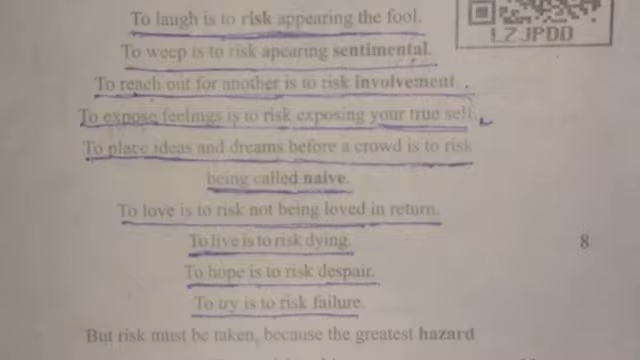 To laugh is to risk appearing the fool.
LZJPDD
To weep is to risk apearing sentimental.
To reach out for another is to risk involvement.
To expose feelings is to risk exposing your true self.
To place ideas and dreams before a crowd is to risk
being called naive.
To love is to risk not being loved in return.
To live is to risk dying.
8
To hope is to risk despair.
To try is to risk failure.
But risk must be taken, because the greatest hazard